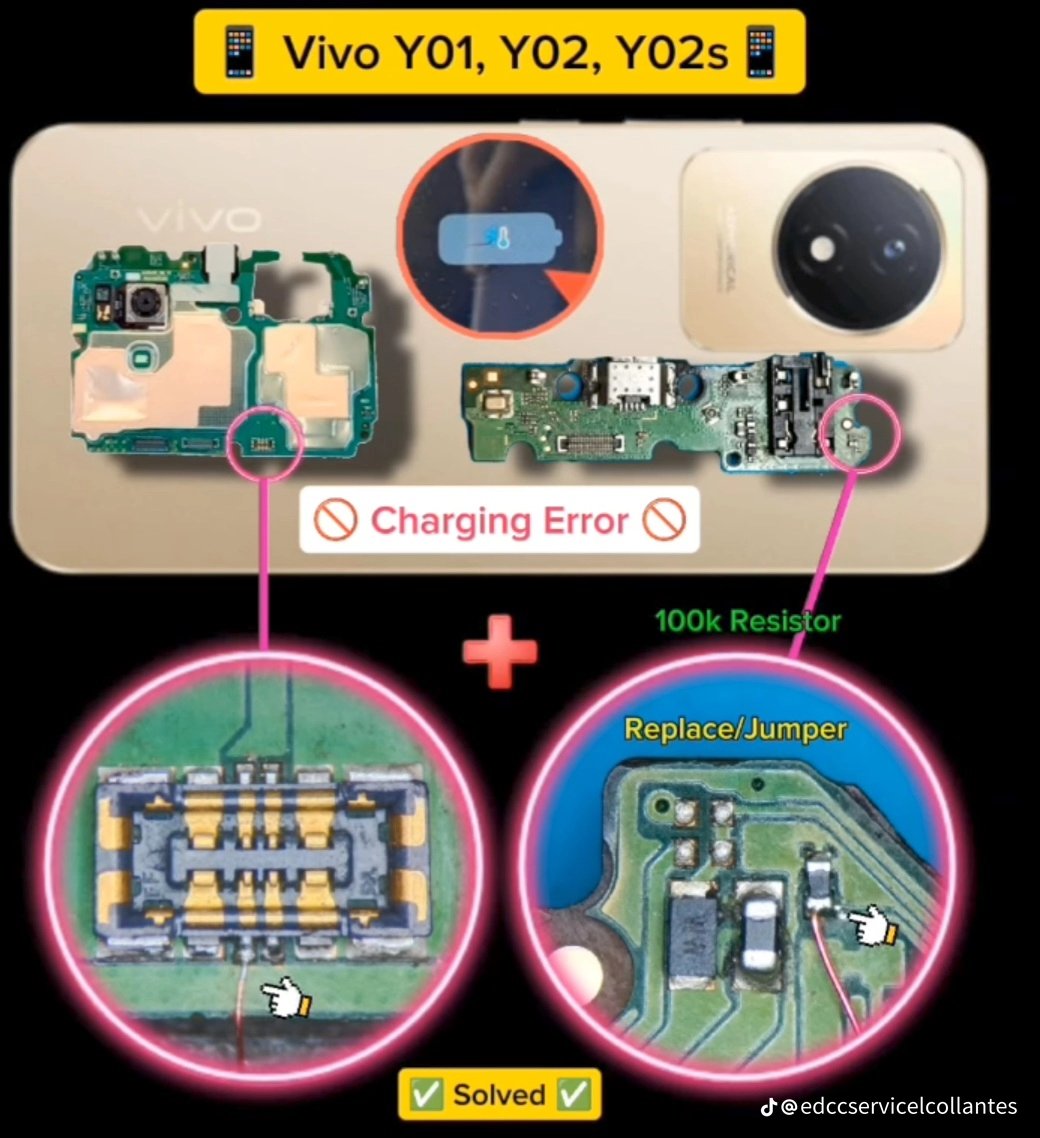 📱 Vivo Y01, Y02, Y02s 📱
vivo
🚫 Charging Error 🚫
100k Resistor
Replace/Jumper
✅ Solved ✅
@edccservicelcollantes